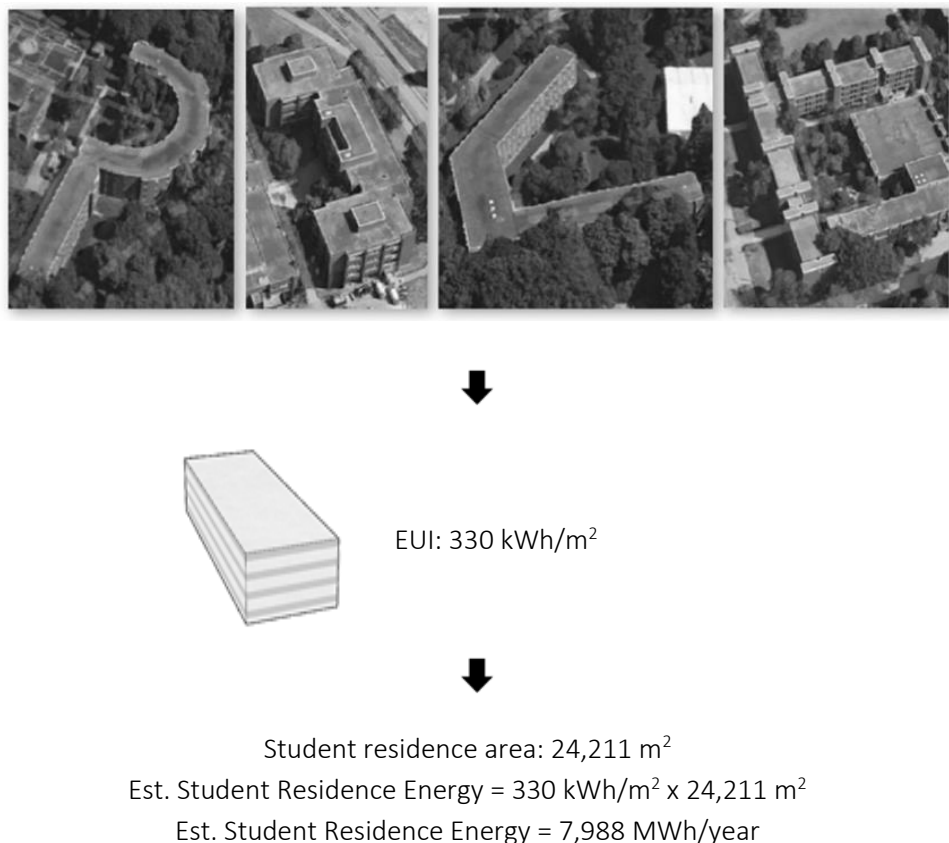 EUI: 330 kWh/m²
Student residence area: 24,211 m²
Est. Student Residence Energy = 330 kWh/m² x 24,211 m²
Est. Student Residence Energy = 7,988 MWh/year